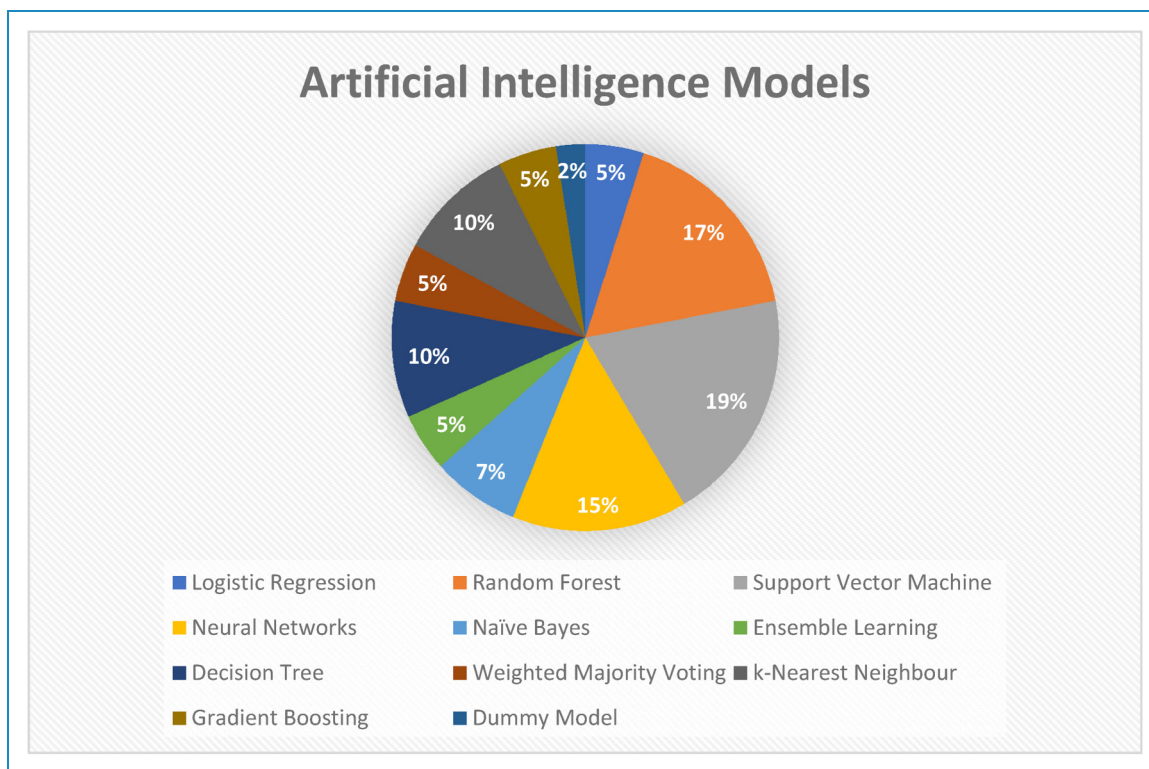 Artificial Intelligence Models
2%
5%
5%
17%
10%
5%
10%
19%
5%
7%
15%
Logistic Regression
Random Forest
Support Vector Machine
Neural Networks
Naïve Bayes
Ensemble Learning
Decision Tree
Weighted Majority Voting
k-Nearest Neighbour
Gradient Boosting
Dummy Model